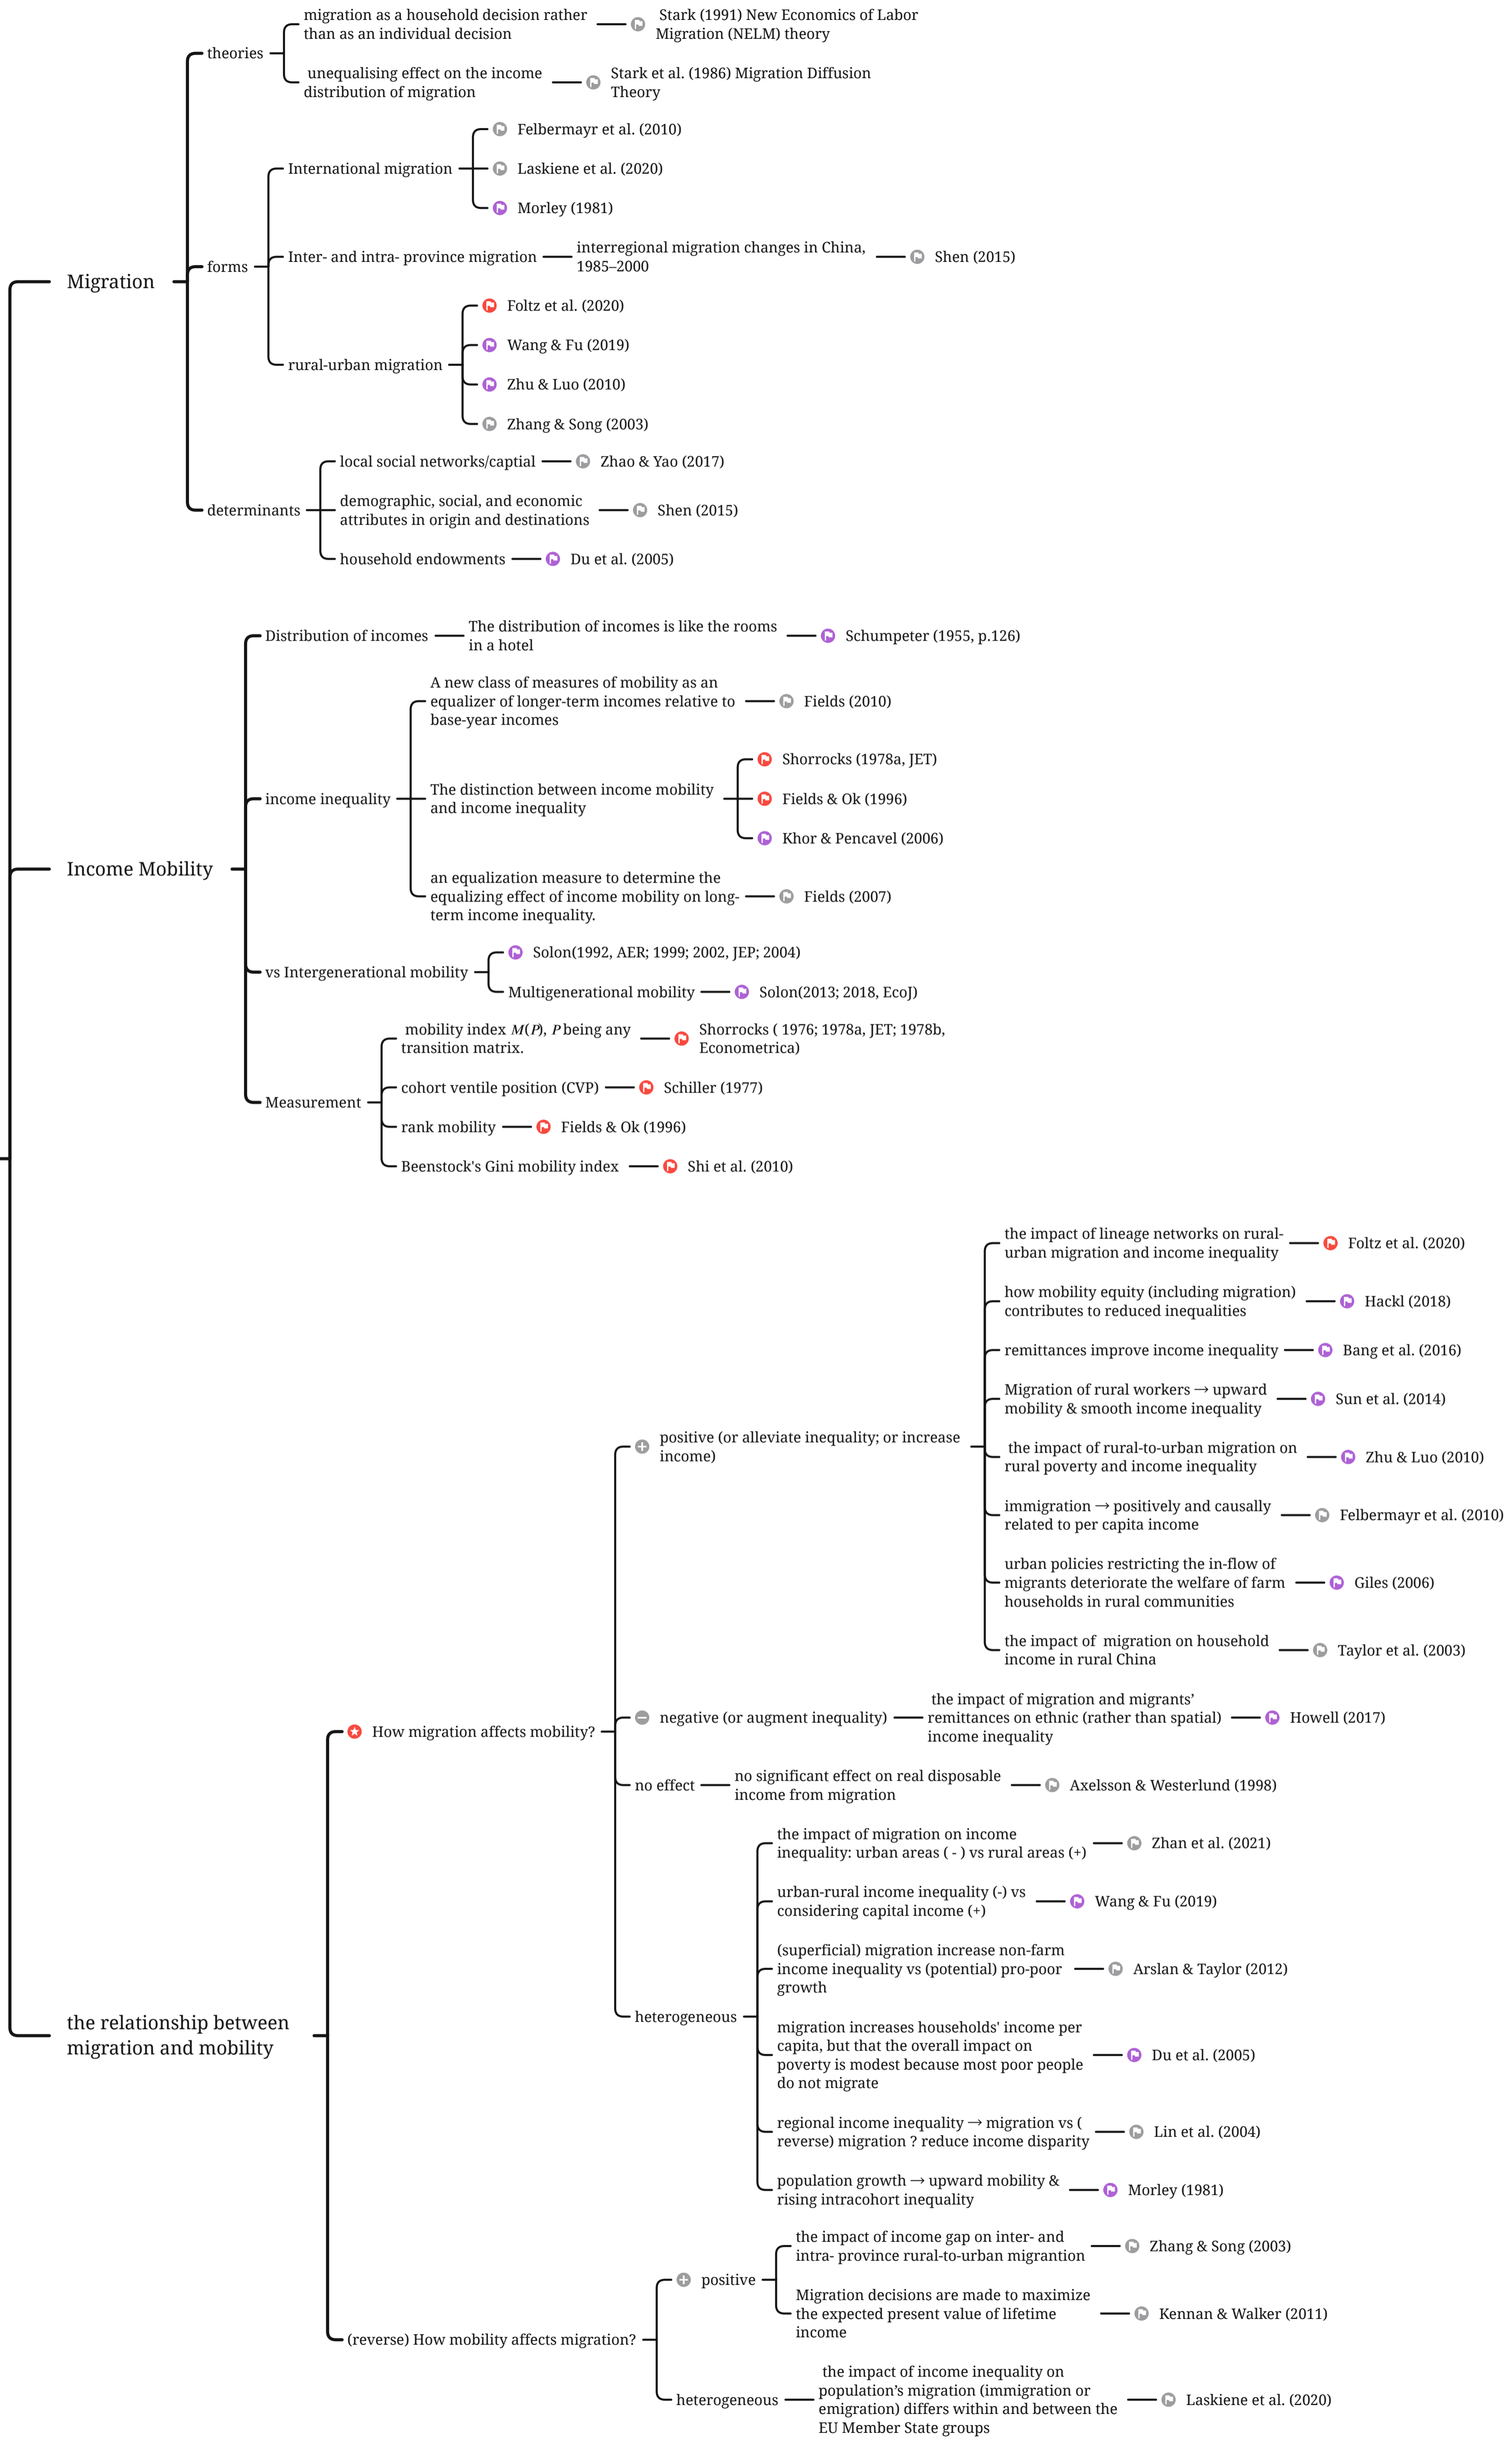 migration as a household decision rather
than as an individual decision
Stark (1991) New Economics of Labor
Migration (NELM) theory
theories
unequalising effect on the income
distribution of migration
Stark et al. (1986) Migration Diffusion
Theory
Felbermayr et al. (2010)
International migration
Laskiene et al. (2020)
Morley (1981)
Migration
forms
Inter- and intra- province migration
interregional migration changes in China,
1985–2000
Shen (2015)
Foltz et al. (2020)
Wang & Fu (2019)
rural-urban migration
Zhu & Luo (2010)
Zhang & Song (2003)
local social networks/captial
Zhao & Yao (2017)
determinants
demographic, social, and economic
attributes in origin and destinations
Shen (2015)
household endowments
Du et al. (2005)
Distribution of incomes
The distribution of incomes is like the rooms
in a hotel
Schumpeter (1955, p.126)
A new class of measures of mobility as an
equalizer of longer-term incomes relative to
base-year incomes
Fields (2010)
Shorrocks (1978a, JET)
income inequality
The distinction between income mobility
and income inequality
Fields & Ok (1996)
Khor & Pencavel (2006)
Income Mobility
an equalization measure to determine the
equalizing effect of income mobility on long-
term income inequality.
Fields (2007)
Solon(1992, AER; 1999; 2002, JEP; 2004)
vs Intergenerational mobility
Multigenerational mobility
Solon(2013; 2018, EcoJ)
mobility index M(P), P being any
transition matrix.
Shorrocks ( 1976; 1978a, JET; 1978b,
Econometrica)
cohort ventile position (CVP)
Schiller (1977)
Measurement
rank mobility
Fields & Ok (1996)
Beenstock's Gini mobility index
Shi et al. (2010)
the impact of lineage networks on rural-
urban migration and income inequality
Foltz et al. (2020)
how mobility equity (including migration)
contributes to reduced inequalities
Hackl (2018)
remittances improve income inequality
Bang et al. (2016)
Migration of rural workers → upward
mobility & smooth income inequality
Sun et al. (2014)
positive (or alleviate inequality; or increase
income)
the impact of rural-to-urban migration on
rural poverty and income inequality
Zhu & Luo (2010)
immigration → positively and causally
related to per capita income
Felbermayr et al. (2010)
urban policies restricting the in-flow of
migrants deteriorate the welfare of farm
households in rural communities
Giles (2006)
the impact of  migration on household
income in rural China
Taylor et al. (2003)
How migration affects mobility?
negative (or augment inequality)
the impact of migration and migrants’
remittances on ethnic (rather than spatial)
income inequality
Howell (2017)
no effect
no significant effect on real disposable
income from migration
Axelsson & Westerlund (1998)
the impact of migration on income
inequality: urban areas ( - ) vs rural areas (+)
Zhan et al. (2021)
urban-rural income inequality (-) vs
considering capital income (+)
Wang & Fu (2019)
(superficial) migration increase non-farm
income inequality vs (potential) pro-poor
growth
Arslan & Taylor (2012)
heterogeneous
migration increases households' income per
capita, but that the overall impact on
poverty is modest because most poor people
do not migrate
Du et al. (2005)
the relationship between
migration and mobility
regional income inequality → migration vs (
reverse) migration ? reduce income disparity
Lin et al. (2004)
population growth → upward mobility &
rising intracohort inequality
Morley (1981)
the impact of income gap on inter- and
intra- province rural-to-urban migrantion
Zhang & Song (2003)
positive
Migration decisions are made to maximize
the expected present value of lifetime
income
Kennan & Walker (2011)
(reverse) How mobility affects migration?
heterogeneous
the impact of income inequality on
population’s migration (immigration or
emigration) differs within and between the
EU Member State groups
Laskiene et al. (2020)